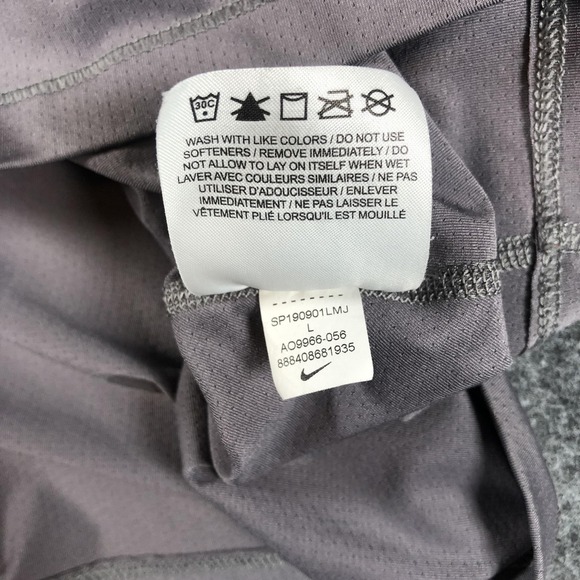 30C
WASH WITH LIKE COLORS / DO NOT USE
SOFTENERS / REMOVE IMMEDIATELY / DO
NOT ALLOW TO LAY ON ITSELF WHEN WET
LAVER AVEC COULEURS SIMILAIRES / NE PAS
UTILISER D'ADOUCISSEUR / ENLEVER
IMMÉDIATEMENT / NE PAS LAISSER LE
VÊTEMENT PLIÉ LORSQU'IL EST MOUILLÉ
SP190901LMJ
L
AO9966-056
888408681935